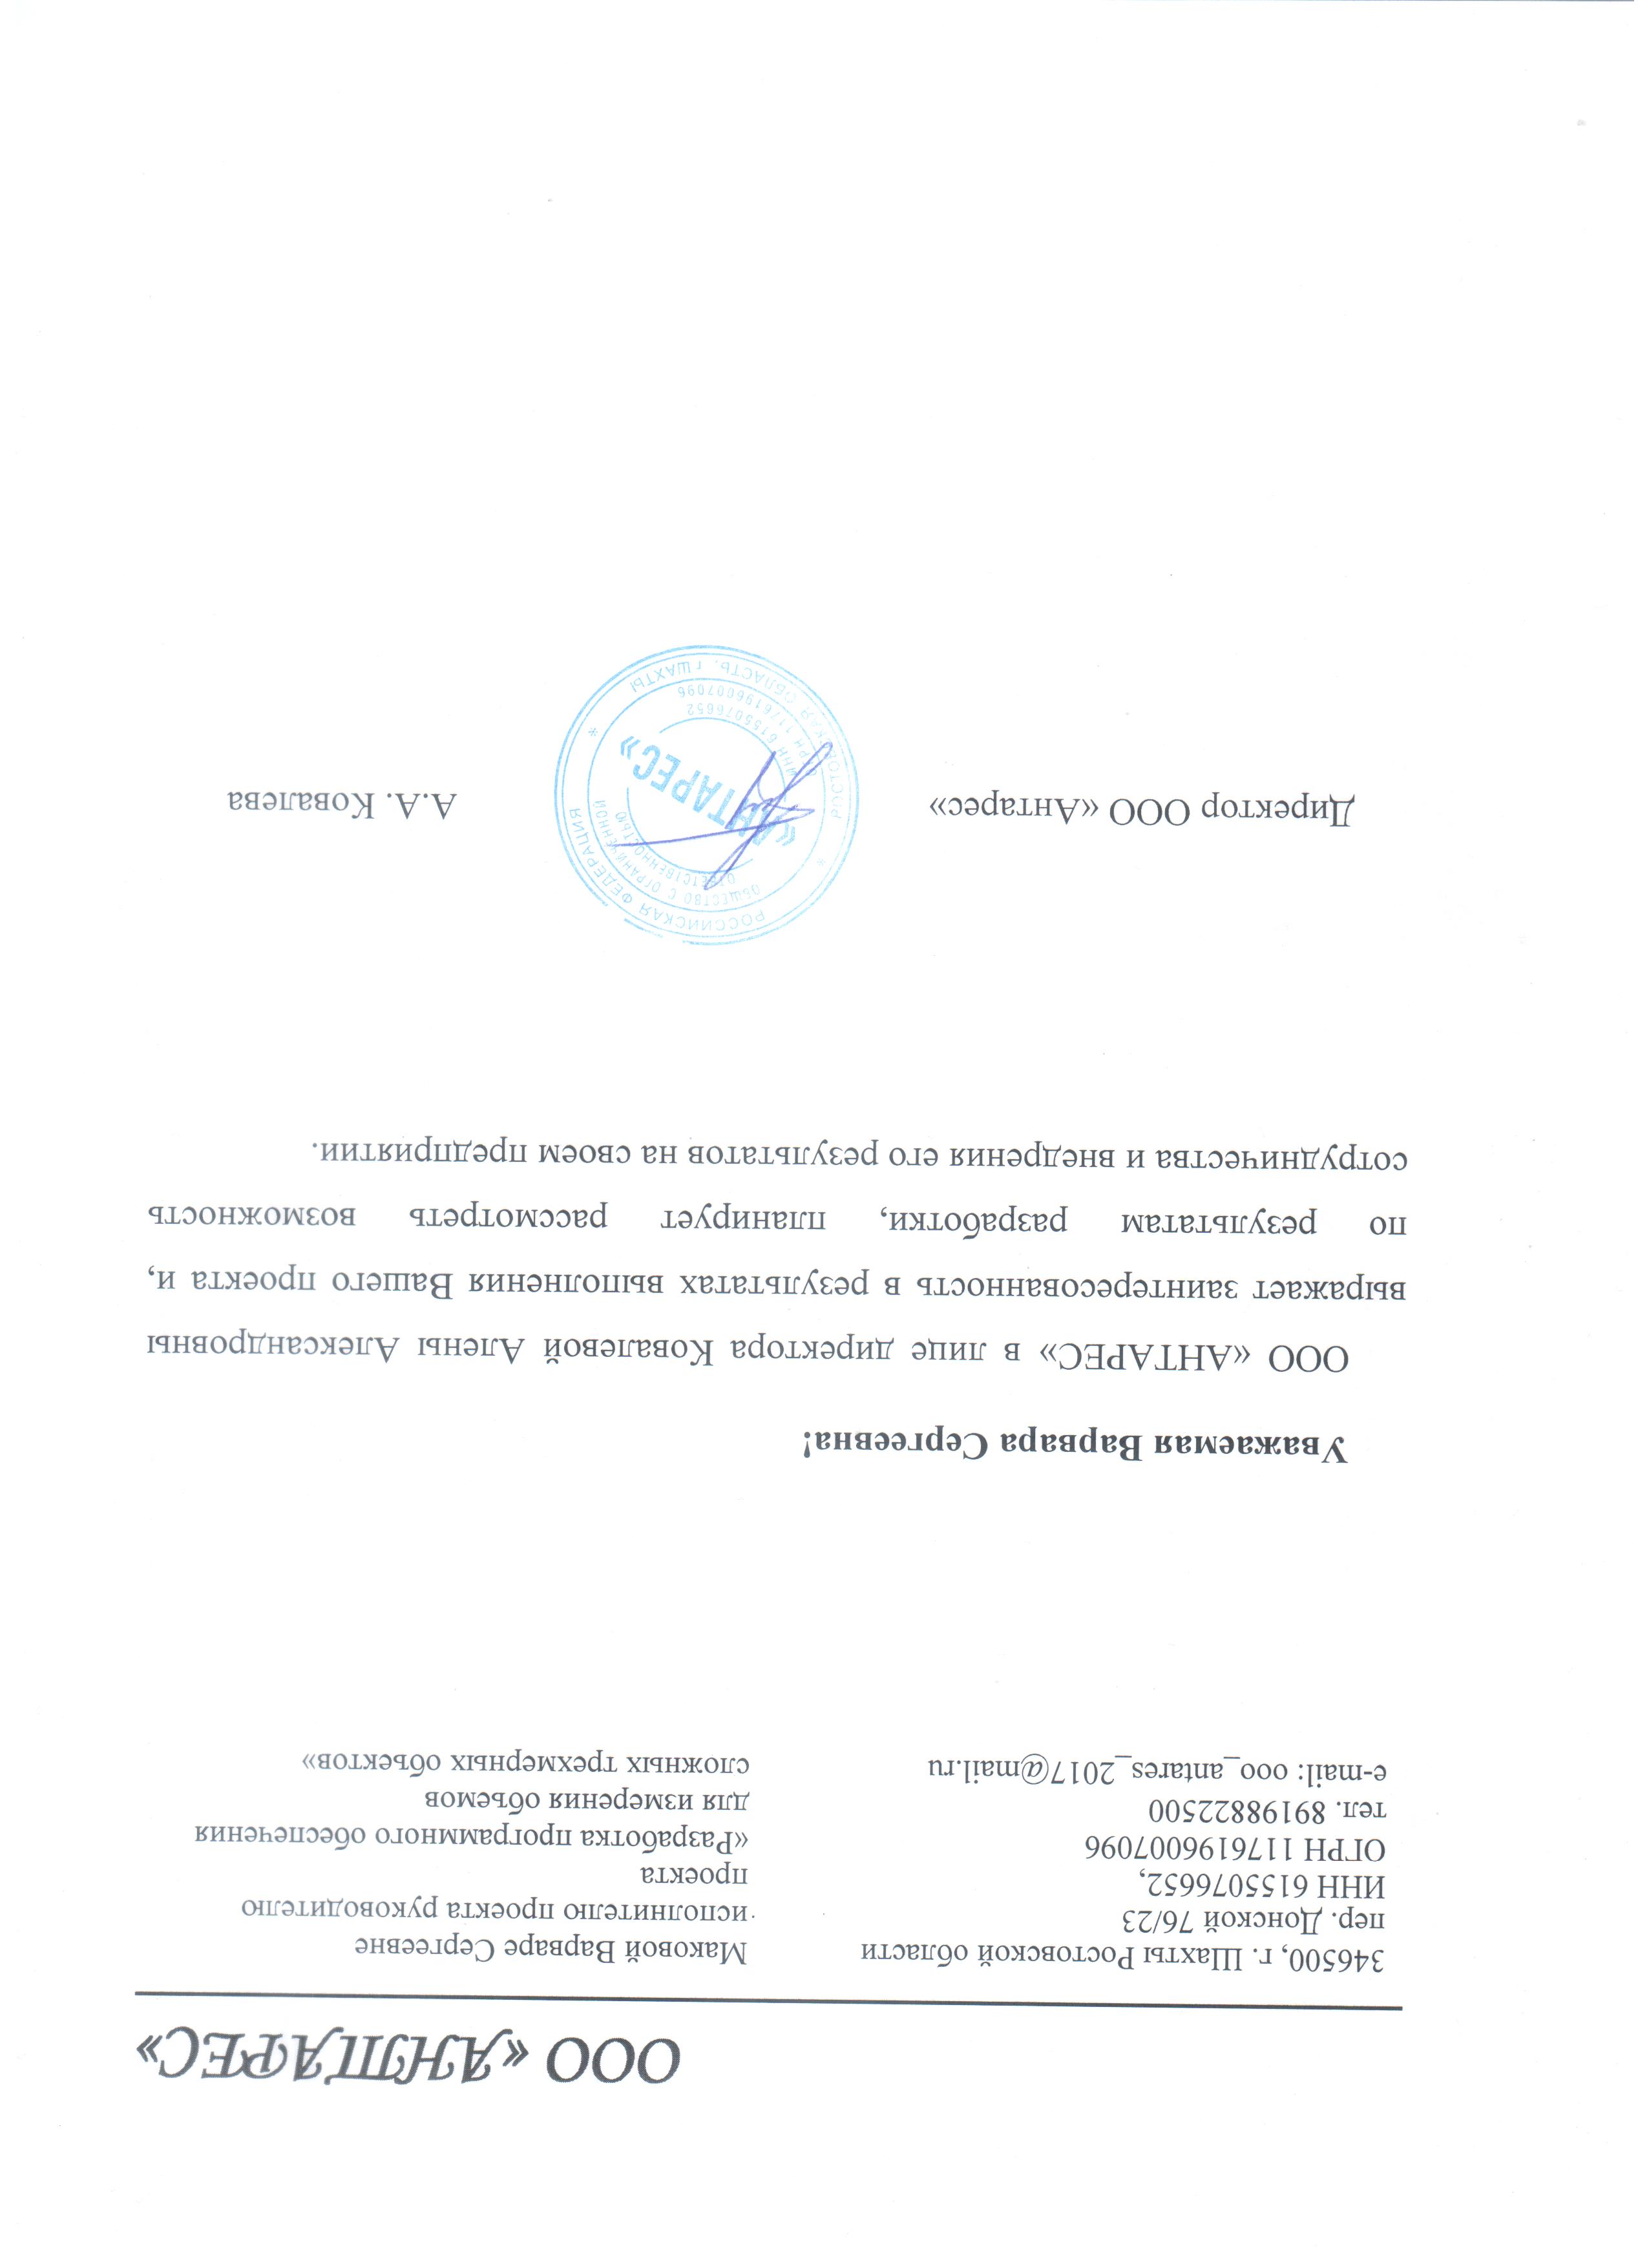 ООО «АНТАРЕС»
346500, г. Шахты Ростовской области
пер. Донской 76/23
ИНН 6155076652,
ОГРН 1176196007096
тел. 89198822500
e-mail: ooo_antares_2017@mail.ru
Маковой Варваре Сергеевне
исполнителю проекта руководителю
проекта
«Разработка программного обеспечения
для измерения объемов
сложных трехмерных объектов»
Уважаемая Варвара Сергеевна!
ООО «АНТАРЕС» в лице директора Ковалевой Алены Александровны
выражает заинтересованность в результатах выполнения Вашего проекта и,
по результатам разработки, планирует рассмотреть возможность
сотрудничества и внедрения его результатов на своем предприятии.
Директор ООО «Антарес»
РОССИЙСКАЯ ФЕДЕРАЦИЯ
ОБЩЕСТВО С ОГРАНИЧЕННОЙ
ОТВЕТСТВЕННОСТЬЮ
«АНТАРЕС»
ИНН 6155076652
ОГРН 1176196007096
РОСТОВСКАЯ ОБЛАСТЬ, г ШАХТЫ
А.А. Ковалева